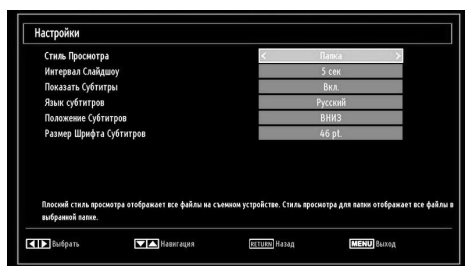 Настройки
Стиль Просмотра Папка
Интервал Слайдшоу 5 сек
Показать Субтитры Вкл.
Язык субтитров Русский
Положение Субтитров ВНИЗ
Размер Шрифта Субтитров 46 pt.
Плоский стиль просмотра отображает все файлы на съемном устройстве. Стиль просмотра для папки отображает все файлы в
выбранной папке.
Выбрать Навигация RETURN Назад MENU Выход